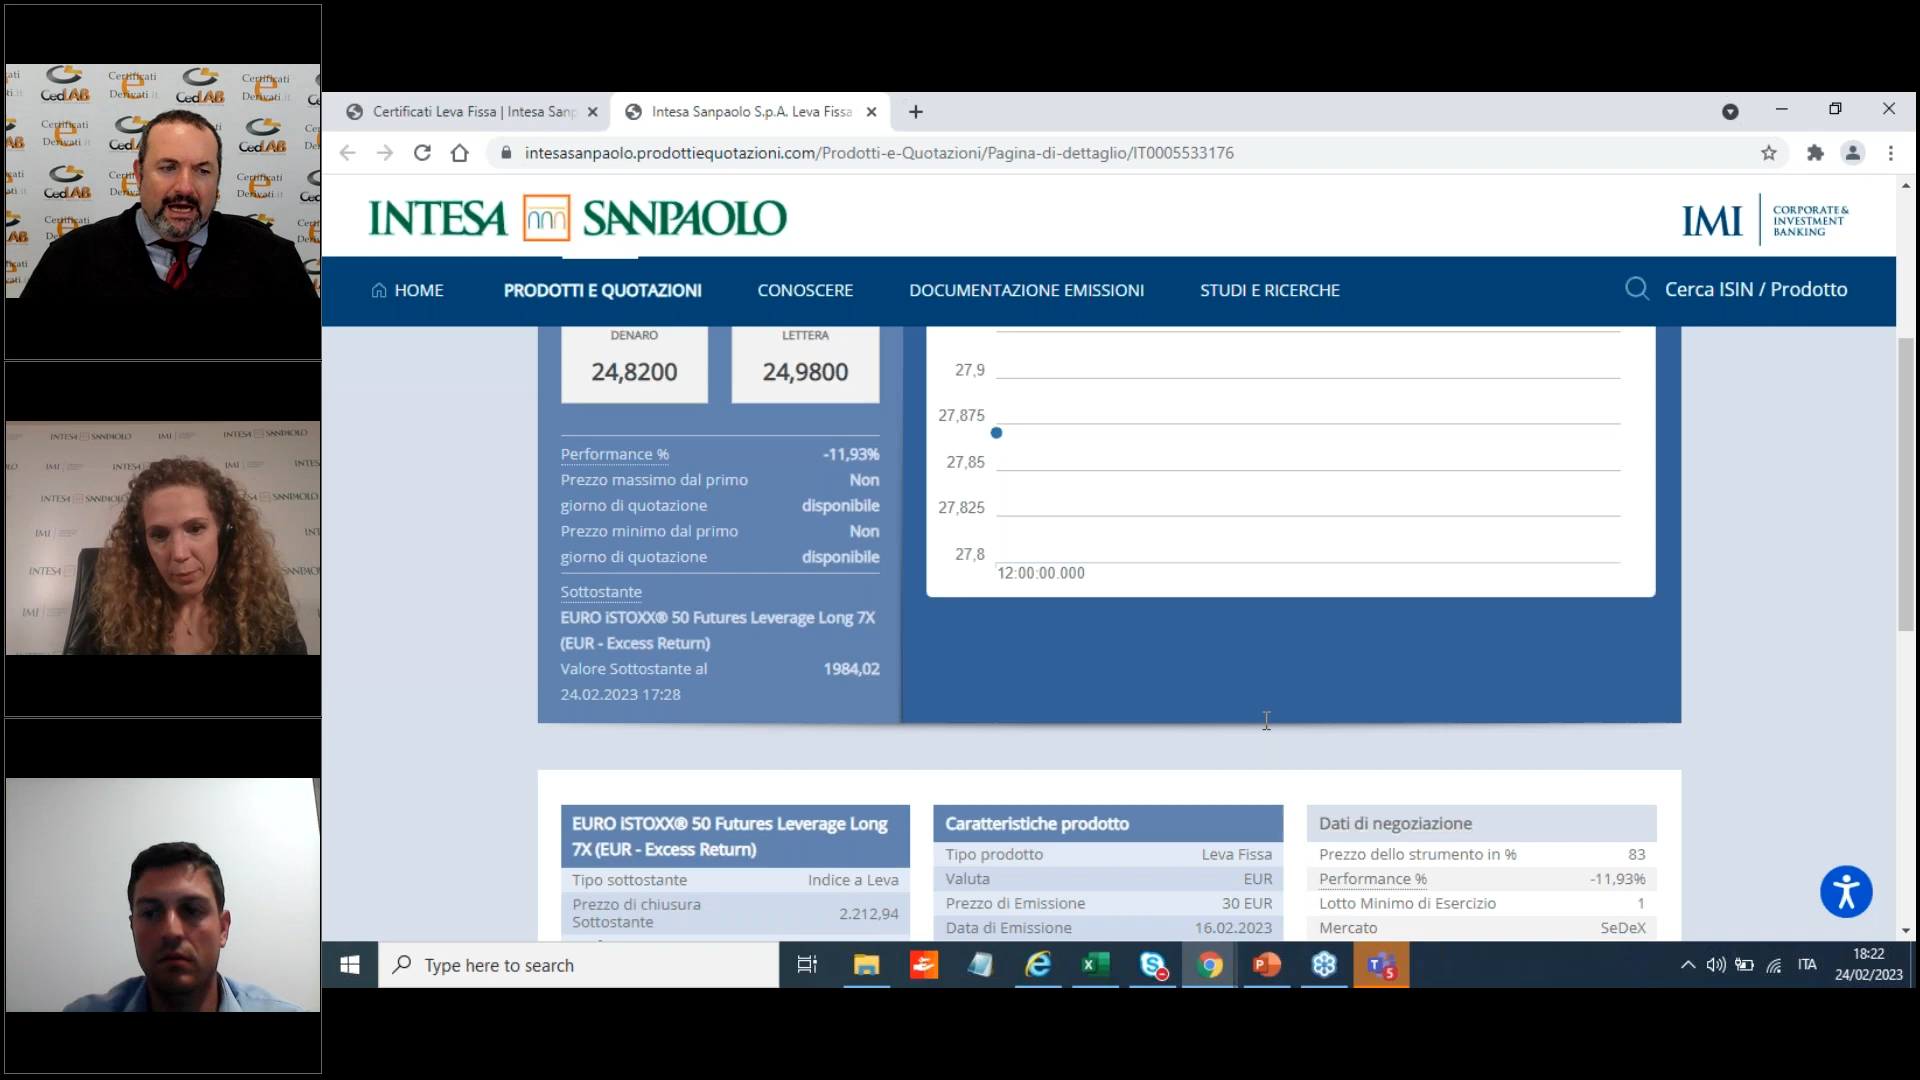 Certificati Leva Fissa | Intesa Sanp
Intesa Sanpaolo S.p.A. Leva Fissa
intesasanpaolo.prodottiequotazioni.com/Prodotti-e-Quotazioni/Pagina-di-dettaglio/IT0005533176
INTESA SANPAOLO
IMI CORPORATE &
INVESTMENT
BANKING
HOME
PRODOTTI E QUOTAZIONI
CONOSCERE
DOCUMENTAZIONE EMISSIONI
STUDI E RICERCHE
Cerca ISIN / Prodotto
DENARO
24,8200
LETTERA
24,9800
Performance % -11,93%
Prezzo massimo dal primo Non
giorno di quotazione disponibile
Prezzo minimo dal primo Non
giorno di quotazione disponibile
Sottostante
EURO iSTOXX® 50 Futures Leverage Long 7X
(EUR - Excess Return)
Valore Sottostante al 1984,02
24.02.2023 17:28
27,9
27,875
27,85
27,825
27,8
12:00:00.000
EURO iSTOXX® 50 Futures Leverage Long
7X (EUR - Excess Return)
Tipo sottostante Indice a Leva
Prezzo di chiusura
Sottostante 2.212,94
Caratteristiche prodotto
Tipo prodotto Leva Fissa
Valuta EUR
Prezzo di Emissione 30 EUR
Data di Emissione 16.02.2023
Dati di negoziazione
Prezzo dello strumento in % 83
Performance % -11,93%
Lotto Minimo di Esercizio 1
Mercato SeDeX
Type here to search
ITA
18:22
24/02/2023
Certificati
Derivati.it
CedLAB
INTESA SANPAOLO
IMI